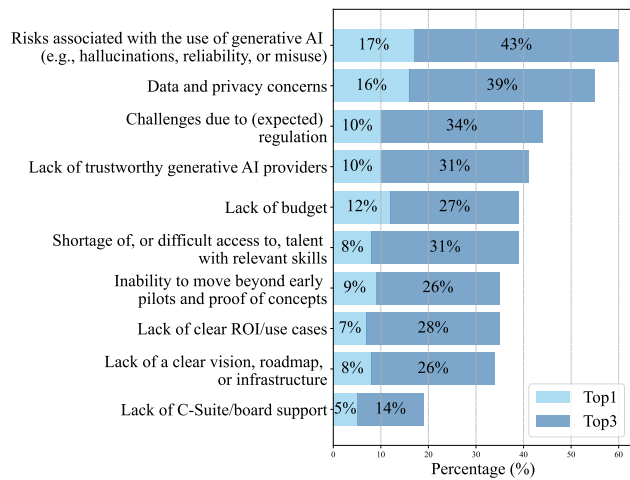 Risks associated with the use of generative AI
(e.g., hallucinations, reliability, or misuse)
17%
43%
Data and privacy concerns
16%
39%
Challenges due to (expected)
regulation
10%
34%
Lack of trustworthy generative AI providers
10%
31%
Lack of budget
12%
27%
Shortage of, or difficult access to, talent
with relevant skills
8%
31%
Inability to move beyond early
pilots and proof of concepts
9%
26%
Lack of clear ROI/use cases
7%
28%
Lack of a clear vision, roadmap,
or infrastructure
8%
26%
Lack of C-Suite/board support
5%
14%
Top1
Top3
0 10 20 30 40 50 60
Percentage (%)